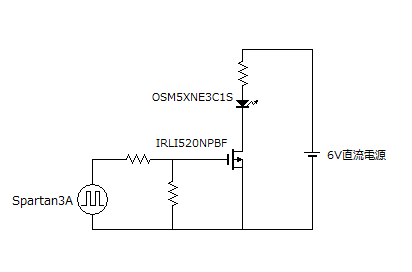 OSM5XNE3C1S
IRLI520NPBF
6V直流電源
Spartan3A